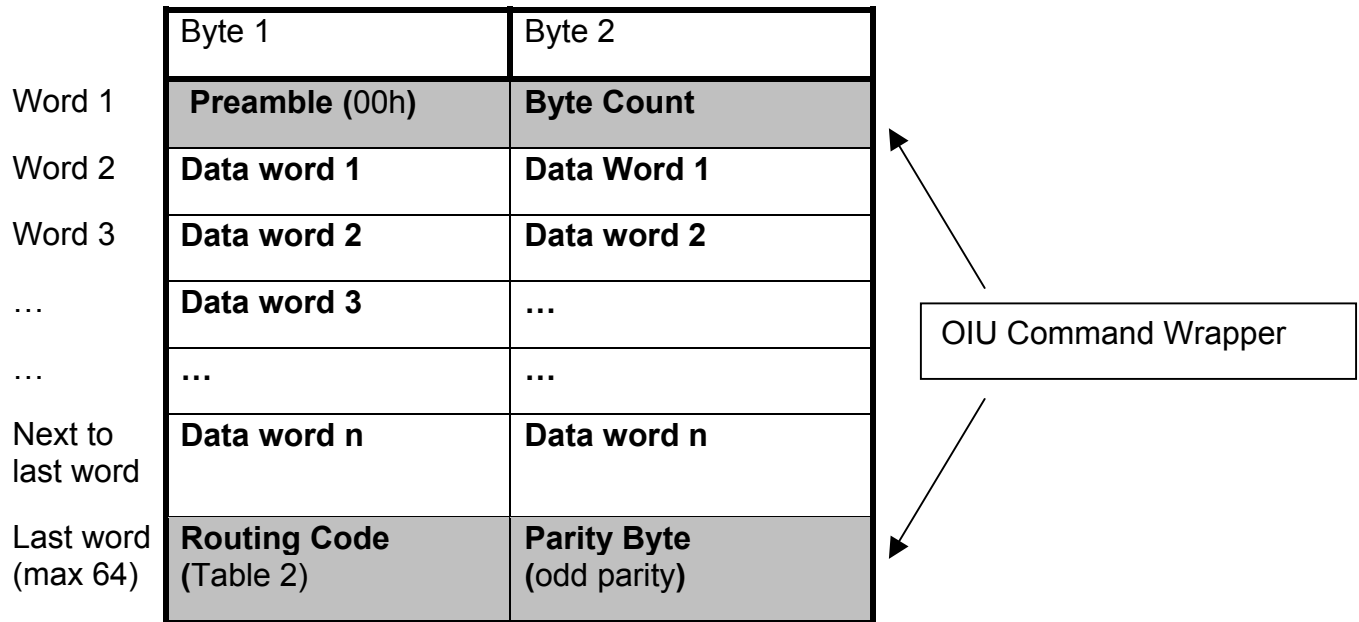 Byte 1 Byte 2
Word 1 Preamble (00h) Byte Count
Word 2 Data word 1 Data Word 1
Word 3 Data word 2 Data word 2
… Data word 3 …
… … …
Next to Data word n Data word n
last word
Last word Routing Code Parity Byte
(max 64) (Table 2) (odd parity)
OIU Command Wrapper